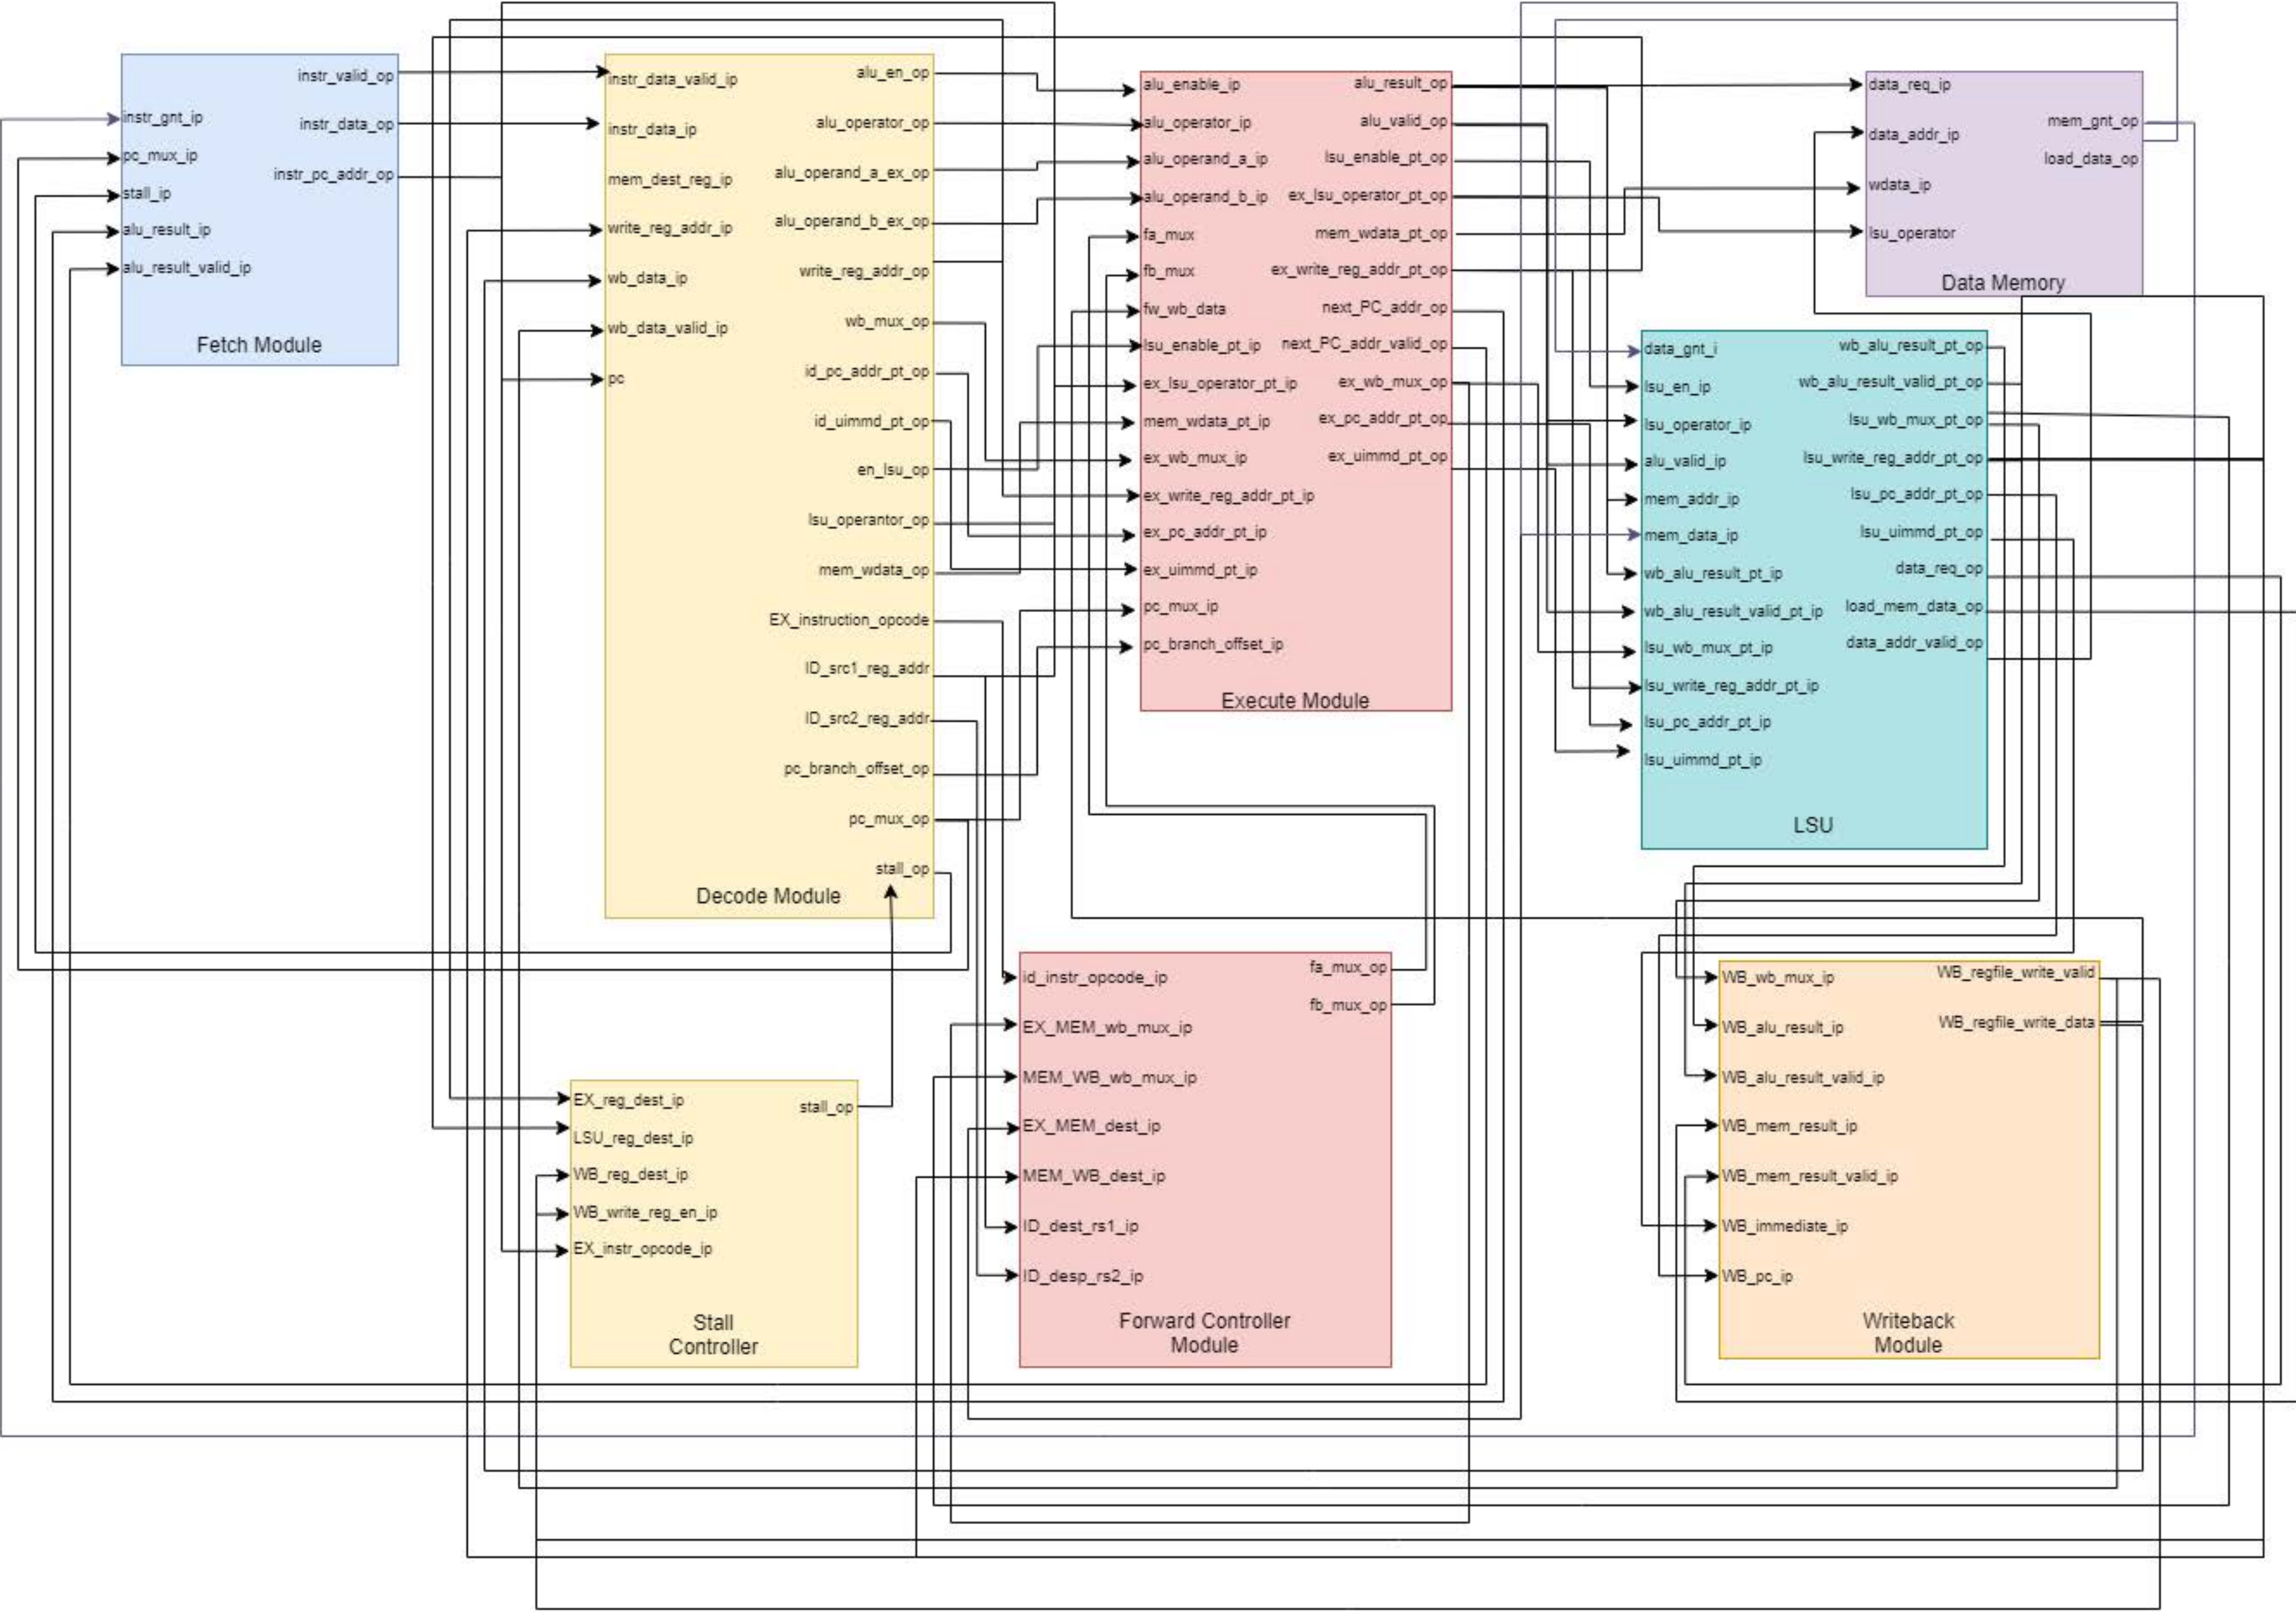 instr_valid_op
instr_gnt_ip
instr_data_op
pc_mux_ip
instr_pc_addr_op
stall_ip
alu_result_ip
alu_result_valid_ip
Fetch Module
instr_data_valid_ip
instr_data_ip
mem_dest_reg_ip
write_reg_addr_ip
wb_data_ip
wb_data_valid_ip
pc
alu_en_op
alu_operator_op
alu_operand_a_ex_op
alu_operand_b_ex_op
write_reg_addr_op
wb_mux_op
id_pc_addr_pt_op
id_uimmd_pt_op
en_lsu_op
lsu_operantor_op
mem_wdata_op
EX_instruction_opcode
ID_src1_reg_addr
ID_src2_reg_addr
pc_branch_offset_op
pc_mux_op
stall_op
Decode Module
alu_enable_ip
alu_operator_ip
alu_operand_a_ip
alu_operand_b_ip
fa_mux
fb_mux
fw_wb_data
lsu_enable_pt_ip
ex_lsu_operator_pt_ip
mem_wdata_pt_ip
ex_wb_mux_ip
ex_write_reg_addr_pt_ip
ex_pc_addr_pt_ip
ex_uimmd_pt_ip
pc_mux_ip
pc_branch_offset_ip
alu_result_op
alu_valid_op
lsu_enable_pt_op
ex_lsu_operator_pt_op
mem_wdata_pt_op
ex_write_reg_addr_pt_op
next_PC_addr_op
next_PC_addr_valid_op
ex_wb_mux_op
ex_pc_addr_pt_op
ex_uimmd_pt_op
Execute Module
data_req_ip
data_addr_ip
wdata_ip
lsu_operator
mem_gnt_op
load_data_op
Data Memory
data_gnt_i
lsu_en_ip
lsu_operator_ip
alu_valid_ip
mem_addr_ip
mem_data_ip
wb_alu_result_pt_ip
wb_alu_result_valid_pt_ip
lsu_wb_mux_pt_ip
lsu_write_reg_addr_pt_ip
lsu_pc_addr_pt_ip
lsu_uimmd_pt_ip
wb_alu_result_pt_op
wb_alu_result_valid_pt_op
lsu_wb_mux_pt_op
lsu_write_reg_addr_pt_op
lsu_pc_addr_pt_op
lsu_uimmd_pt_op
data_req_op
load_mem_data_op
data_addr_valid_op
LSU
EX_reg_dest_ip
LSU_reg_dest_ip
WB_reg_dest_ip
WB_write_reg_en_ip
EX_instr_opcode_ip
stall_op
Stall
Controller
id_instr_opcode_ip
EX_MEM_wb_mux_ip
MEM_WB_wb_mux_ip
EX_MEM_dest_ip
MEM_WB_dest_ip
ID_dest_rs1_ip
ID_desp_rs2_ip
fa_mux_op
fb_mux_op
Forward Controller
Module
WB_wb_mux_ip
WB_alu_result_ip
WB_alu_result_valid_ip
WB_mem_result_ip
WB_mem_result_valid_ip
WB_immediate_ip
WB_pc_ip
WB_regfile_write_valid
WB_regfile_write_data
Writeback
Module